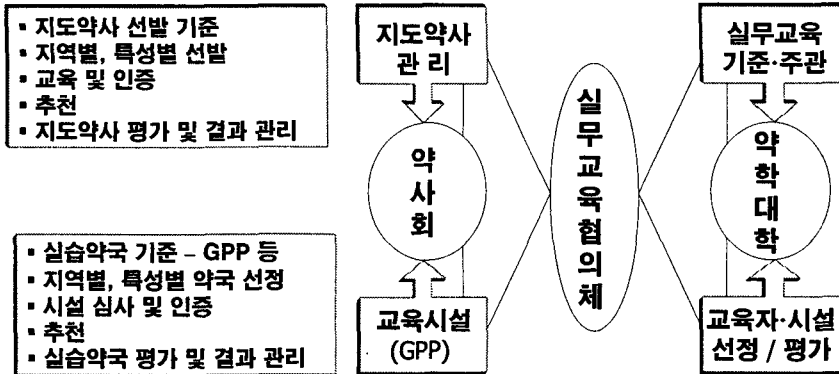 ▪ 지도약사 선발 기준
▪ 지역별, 특성별 선발
▪ 교육 및 인증
▪ 추천
▪ 지도약사 평가 및 결과 관리
▪ 실습약국 기준 – GPP 등
▪ 지역별, 특성별 약국 선정
▪ 시설 심사 및 인증
▪ 추천
▪ 실습약국 평가 및 결과 관리
지도약사
관 리
약사회
교육시설
(GPP)
실무교육협의체
실무교육
기준·주관
약학대학
교육자·시설
선정 / 평가